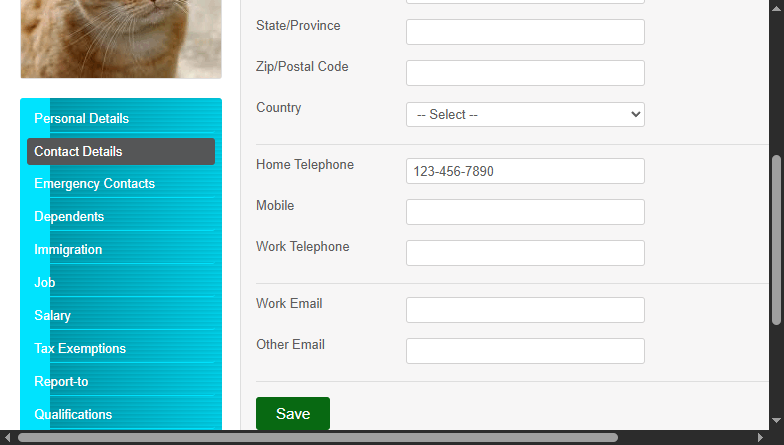 State/Province
Zip/Postal Code
Country
-- Select --
Home Telephone
123-456-7890
Mobile
Work Telephone
Work Email
Other Email
Save
Personal Details
Contact Details
Emergency Contacts
Dependents
Immigration
Job
Salary
Tax Exemptions
Report-to
Qualifications